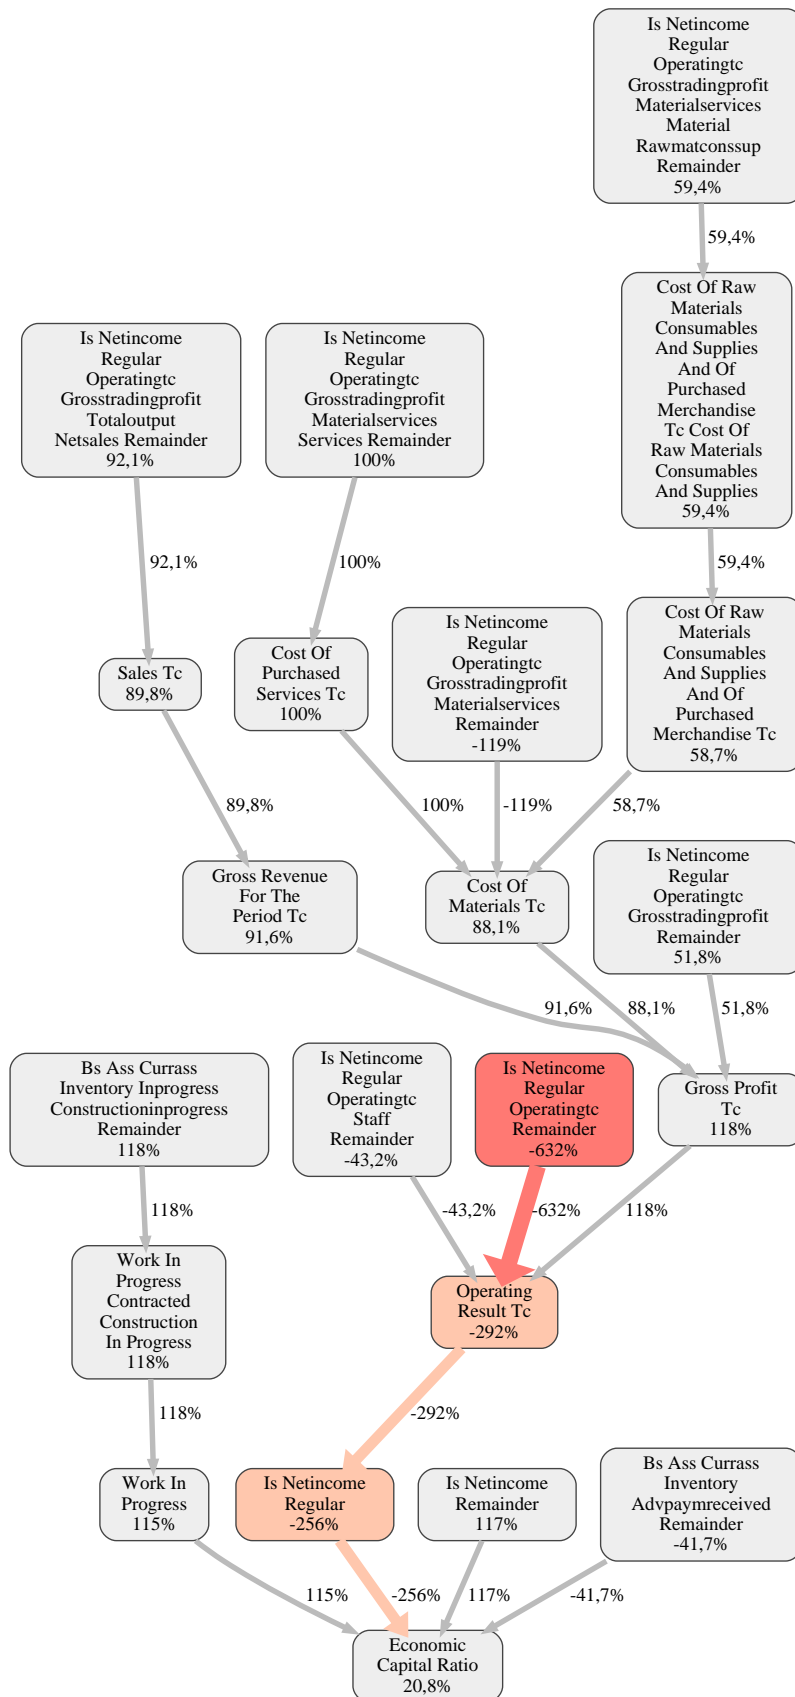 Is Netincome
Regular
Operatingtc
Grosstradingprofit
Materialservices
Material
Rawmatconssup
Remainder
59,4%
59,4%
Cost Of Raw
Materials
Consumables
And Supplies
And Of
Purchased
Merchandise
Tc Cost Of
Raw Materials
Consumables
And Supplies
59,4%
Is Netincome
Regular
Operatingtc
Grosstradingprofit
Totaloutput
Netsales Remainder
92,1%
Is Netincome
Regular
Operatingtc
Grosstradingprofit
Materialservices
Services Remainder
100%
92,1%
100%
59,4%
Cost Of Raw
Materials
Consumables
And Supplies
And Of
Purchased
Merchandise Tc
58,7%
Is Netincome
Regular
Operatingtc
Grosstradingprofit
Materialservices
Remainder
-119%
Sales Tc
89,8%
Cost Of
Purchased
Services Tc
100%
89,8%
100%
-119%
58,7%
Gross Revenue
For The
Period Tc
91,6%
Cost Of
Materials Tc
88,1%
Is Netincome
Regular
Operatingtc
Grosstradingprofit
Remainder
51,8%
91,6%
88,1%
51,8%
Bs Ass Currass
Inventory Inprogress
Constructioninprogress
Remainder
118%
Is Netincome
Regular
Operatingtc
Staff
Remainder
-43,2%
Is Netincome
Regular
Operatingtc
Remainder
-632%
Gross Profit
Tc
118%
118%
-43,2%
-632%
118%
Work In
Progress
Contracted
Construction
In Progress
118%
Operating
Result Tc
-292%
118%
-292%
Work In
Progress
115%
Is Netincome
Regular
-256%
Is Netincome
Remainder
117%
Bs Ass Currass
Inventory
Advpaymreceived
Remainder
-41,7%
115%
-256%
117%
-41,7%
Economic
Capital Ratio
20,8%